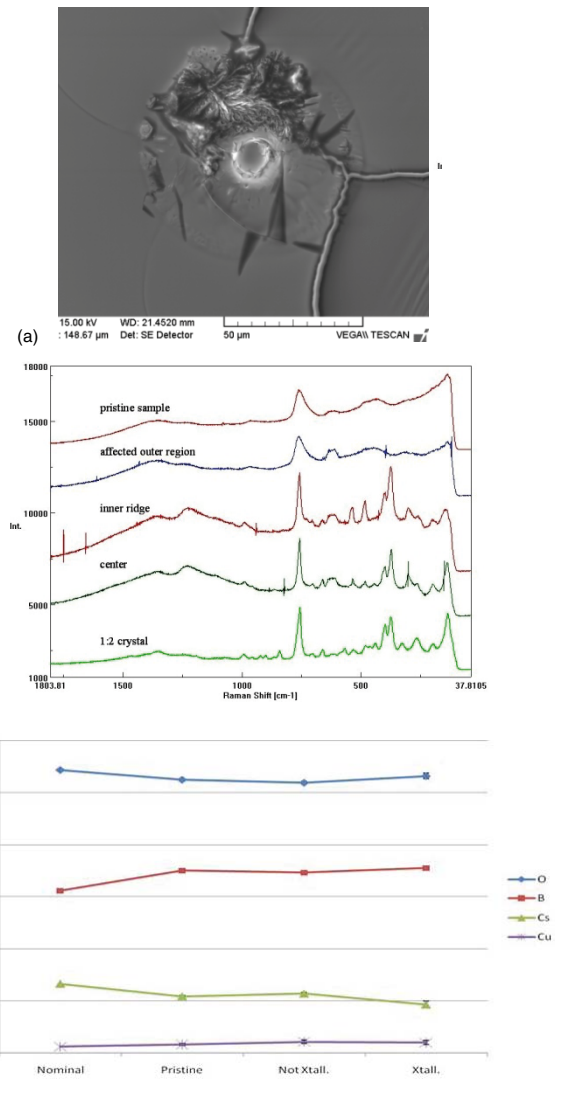 15.00 kV WD: 21.4520 mm
: 148.67 µm Det: SE Detector 50 µm VEGA\\ TESCAN
(a)
18000
pristine sample
15000
affected outer region
inner ridge
10000
Int.
center
5000
1:2 crystal
1000
1803.81 1500 1000 500 37.8105
Raman Shift [cm-1]
O
B
Cs
Cu
Nominal Pristine Not Xtall. Xtall.